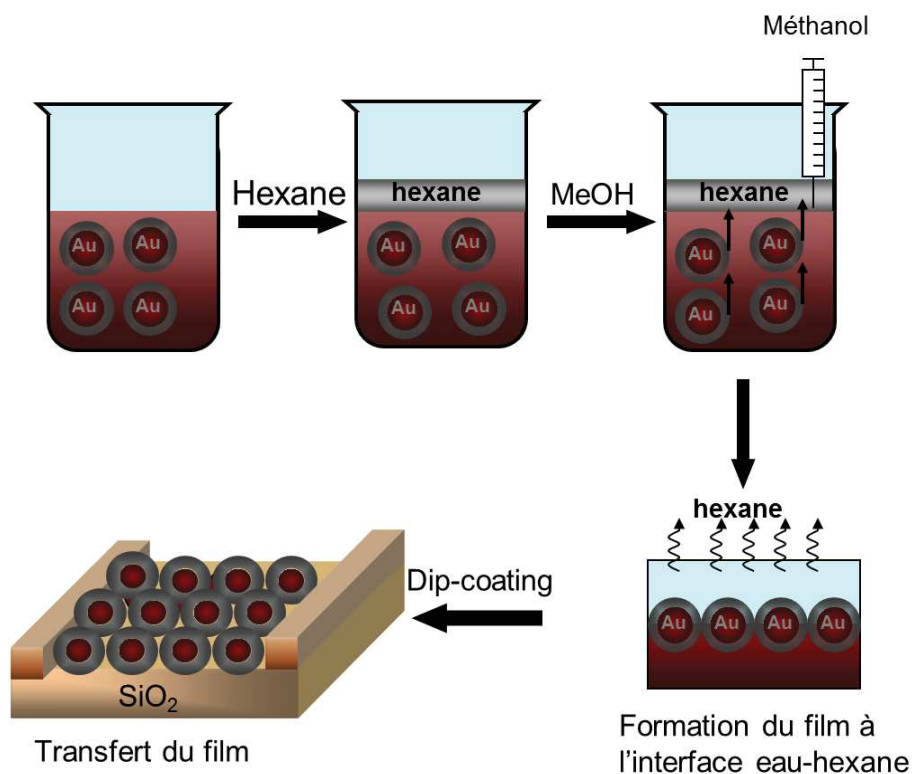 Méthanol
Hexane
hexane
MeOH
hexane
Au Au
Au Au
Au Au
Au Au
Au Au
Au Au
hexane
Au Au Au Au
Dip-coating
SiO2
Transfert du film
Formation du film à
l'interface eau-hexane